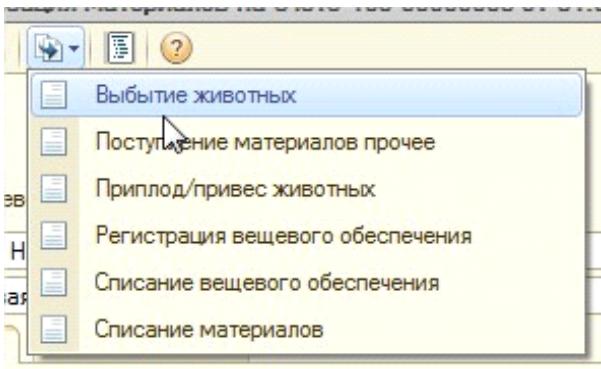 Выбытие животных
Поступление материалов прочее
Приплод/привес животных
Регистрация вещевого обеспечения
Списание вещевого обеспечения
Списание материалов